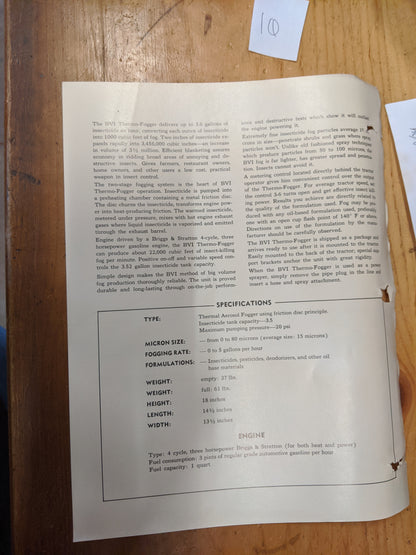 10
The BVI Thermo-Fogger delivers up to 3.6 gallons of
insecticide an hour, converting each ounce of insecticide
into 1000 cubic feet of fog. Two inches of insecticide ex-
pands rapidly into 3,456,000 cubic inches—an increase
in volume of 3½ million. Efficient blanketing assures
economy in ridding broad areas of annoying and de-
structive insects. Gives farmers, restaurant owners,
home owners, and other users a low cost, practical
weapon in insect control.
The two-stage fogging system is the heart of BVI
Thermo-Fogger operation. Insecticide is pumped into
a preheating chamber containing a metal friction disc.
The disc churns the insecticide, transforms engine pow-
er into heat-producing friction. The warmed insecticide,
metered under pressure, mixes with hot engine exhaust
gases where liquid insecticide is vaporized and emitted
through the exhaust barrel.
Engine driven by a Briggs & Stratton 4-cycle, three
horsepower gasoline engine, the BVI Thermo-Fogger
can produce about 22,000 cubic feet of insect-killing
fog per minute. Positive on-off and variable speed con-
trols the 3.52 gallon insecticide tank capacity.
Simple design makes the BVI method of big volume
fog production thoroughly reliable. The unit is proved
durable and long-lasting through on-the-job perform-
ance and destructive tests which show it will outlast
the engine powering it.
Extremely fine insecticide fog particles average 15
crons in size—penetrate shrubs and grass where spray
particles won't. Unlike old fashioned spray techniques
which produce particles from 50 to 100 microns, the
BVI fog is far lighter, has greater spread and penetra-
tion. Insects cannot avoid it.
A metering control located directly behind the tram
operator gives him convenient control over the output
of the Thermo-Fogger. For average tractor speed, set
the control 3-6 turns open and get effective insect kill-
ing power. Results you achieve are directly related to
the quality of the formulation used. Fog may be pro-
duced with any oil-based formulation used, preferably
one with an open cup flash point of 140° F or above.
Directions on use of the formulation by the manu-
facturer should be carefully observed.
The BVI Thermo-Fogger is shipped as a package and
arrives ready to use after it is mounted to the tram.
Easily mounted to the back of the tractor; special sup-
port brackets anchor the unit with great rigidity.
When the BVI Thermo-Fogger is used as a power
sprayer, simply remove the pipe plug in the line and
insert a hose and spray attachment.
SPECIFICATIONS
TYPE: Thermal Aerosol Fogger using friction disc principle.
Insecticide tank capacity—3.5
Maximum pumping pressure—20 psi
MICRON SIZE: — from 0 to 80 microns (average size: 15 microns)
FOGGING RATE: — 0 to 5 gallons per hour
FORMULATIONS: — Insecticides, pesticides, deodorizers, and other oil
base materials
WEIGHT: empty: 37 lbs.
WEIGHT: full: 61 lbs.
HEIGHT: 18 inches
LENGTH: 14½ inches
WIDTH: 13½ inches
ENGINE
Type: 4 cycle, three horsepower Briggs & Stratton (for both heat and power)
Fuel consumption: 3 pints of regular grade automotive gasoline per hour
Fuel capacity: 1 quart